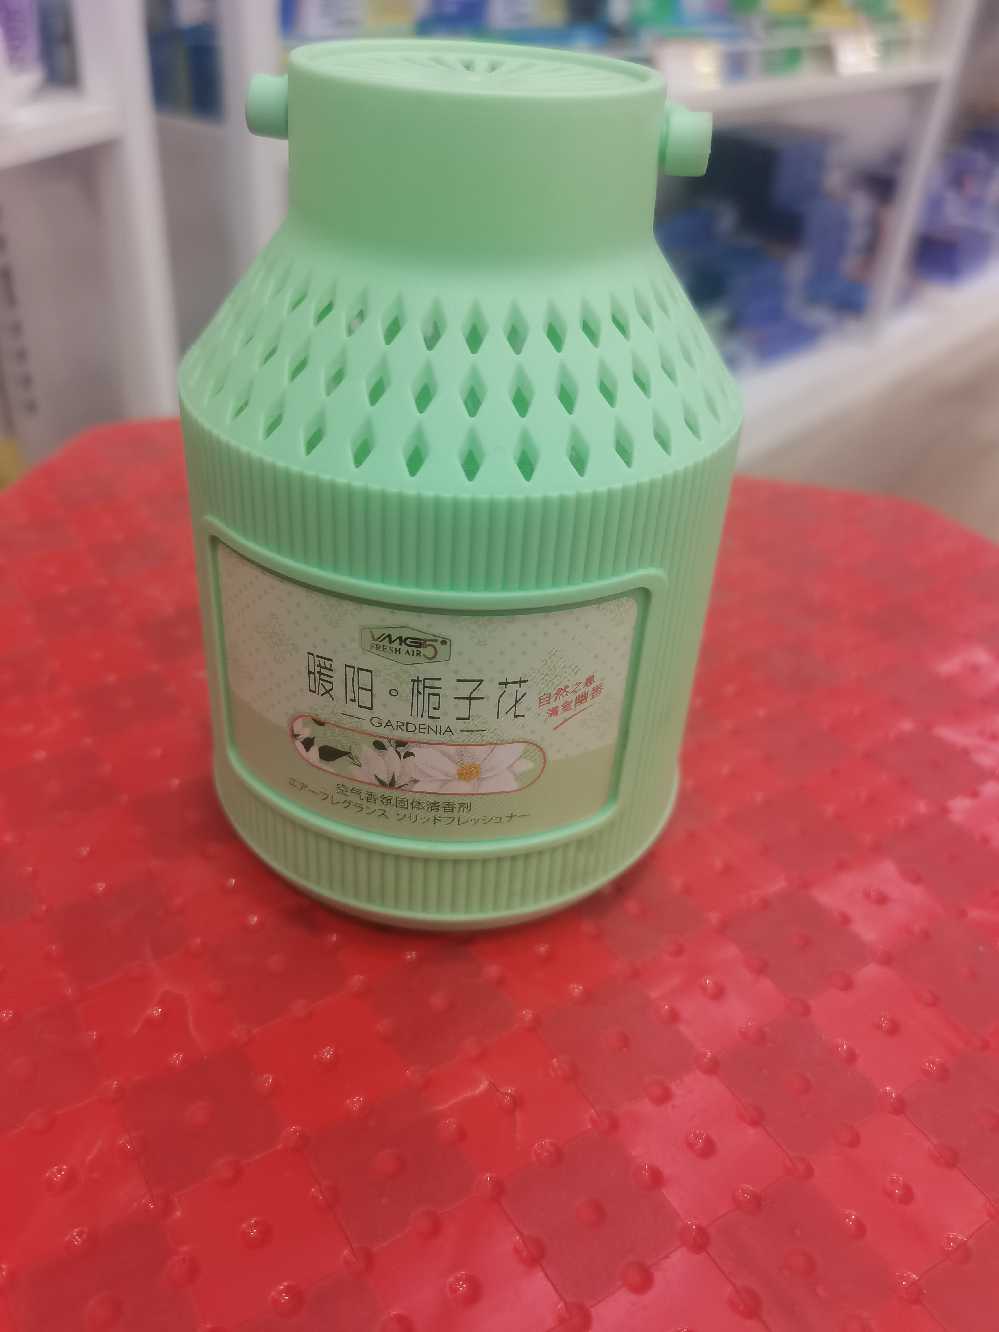 VMG5
FRESH AIR
暖阳。栀子花
自然之息
清宜幽香
GARDENIA
空气香氛固体清香剂
エアーフレグランス ソリッドフレッシュナー